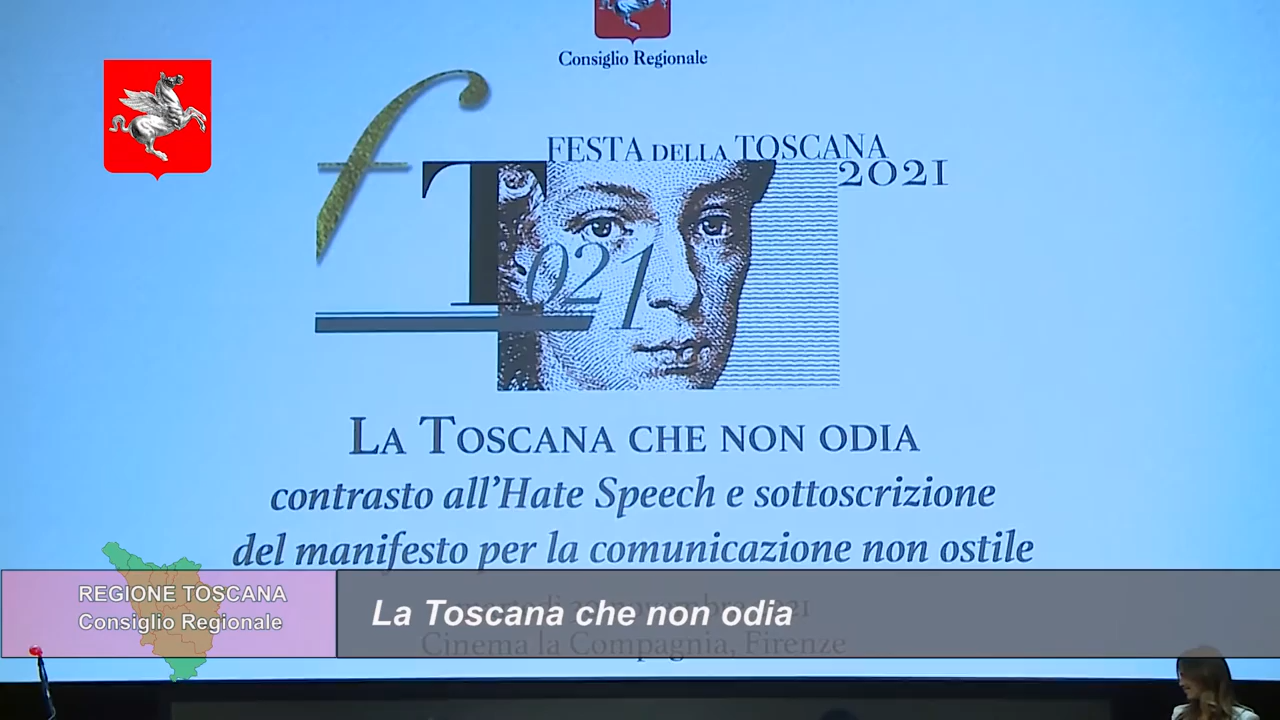 Consiglio Regionale
f
FESTA DELLA TOSCANA
2021
T
2021
LA TOSCANA CHE NON ODIA
contrasto all'Hate Speech e sottoscrizione
del manifesto per la comunicazione non ostile
REGIONE TOSCANA
Consiglio Regionale
La Toscana che non odia
Cinema la Compagnia, Firenze